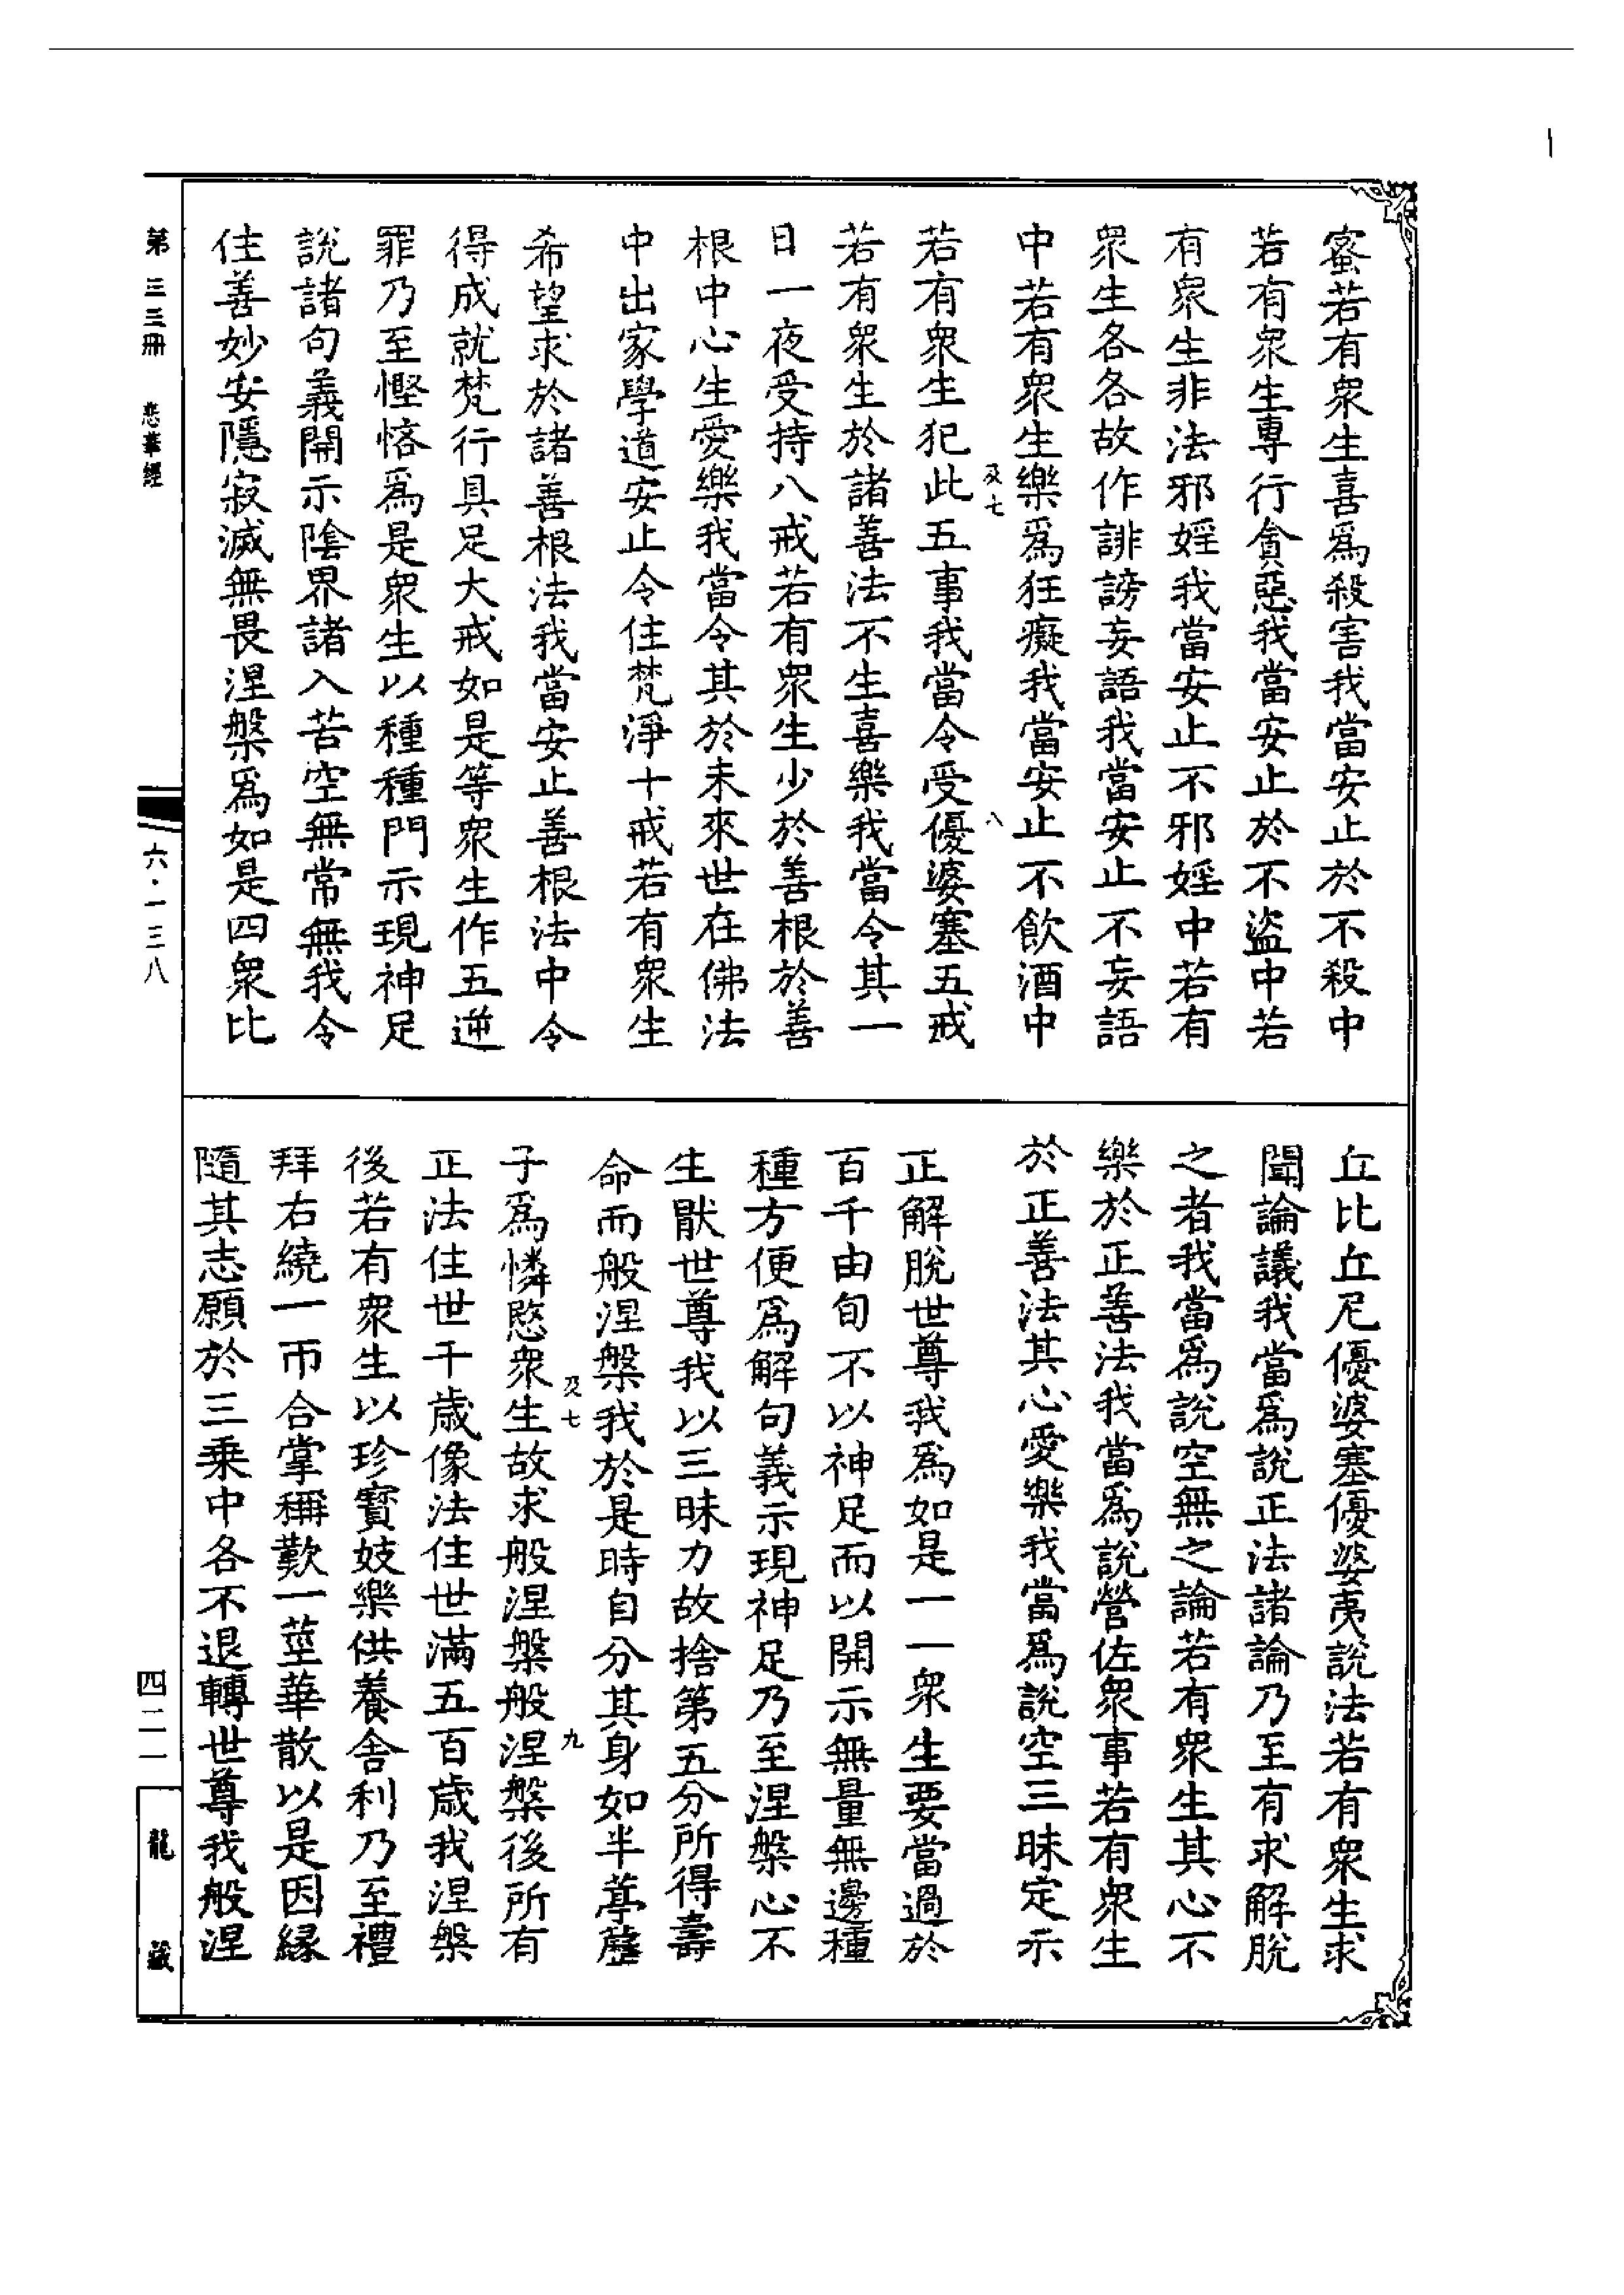 蜜若有衆生喜爲殺害我當安止於不殺中
若有衆生專行貪惡我當安止於不盜中若
有衆生非法邪婬我當安止不邪婬中若有
衆生各各故作誹謗妄語我當安止不妄語
中若有衆生樂爲狂癡我當安止不飲酒中
及七
八
若有衆生犯此五事我當令受優婆塞五戒
若有衆生於諸善法不生喜樂我當令其一
日一夜受持八戒若有衆生少於善根於善
根中心生愛樂我當令其於未來世在佛法
中出家學道安止令住梵淨十戒若有衆生
希望求於諸善根法我當安止善根法中令
得成就梵行具足大戒如是等衆生作五逆
罪乃至慳悋爲是衆生以種種門示現神足
說諸句義開示陰界諸入苦空無常無我令
住善妙安隱寂滅無畏涅槃爲如是四衆比
丘比丘尼優婆塞優婆夷說法若有衆生求
聞論議我當爲說正法諸論乃至有求解脫
之者我當爲說空無之論若有衆生其心不
樂於正善法我當爲說營佐衆事若有衆生
於正善法其心愛樂我當爲說空三昧定示
正解脫世尊我爲如是一一衆生要當過於
百千由旬不以神足而以開示無量無邊種
種方便爲解句義示現神足乃至涅槃心不
生猒世尊我以三昧力故捨第五分所得壽
命而般涅槃我於是時自分其身如半葶藶
及七
九
子爲憐愍衆生故求般涅槃般涅槃後所有
正法住世千歲像法住世滿五百歲我涅槃
後若有衆生以珍寶妓樂供養舍利乃至禮
拜右繞一帀合掌稱歎一莖華散以是因緣
隨其志願於三乘中各不退轉世尊我般涅
第三三冊　悲華經
六・一三八
四二一
龍藏